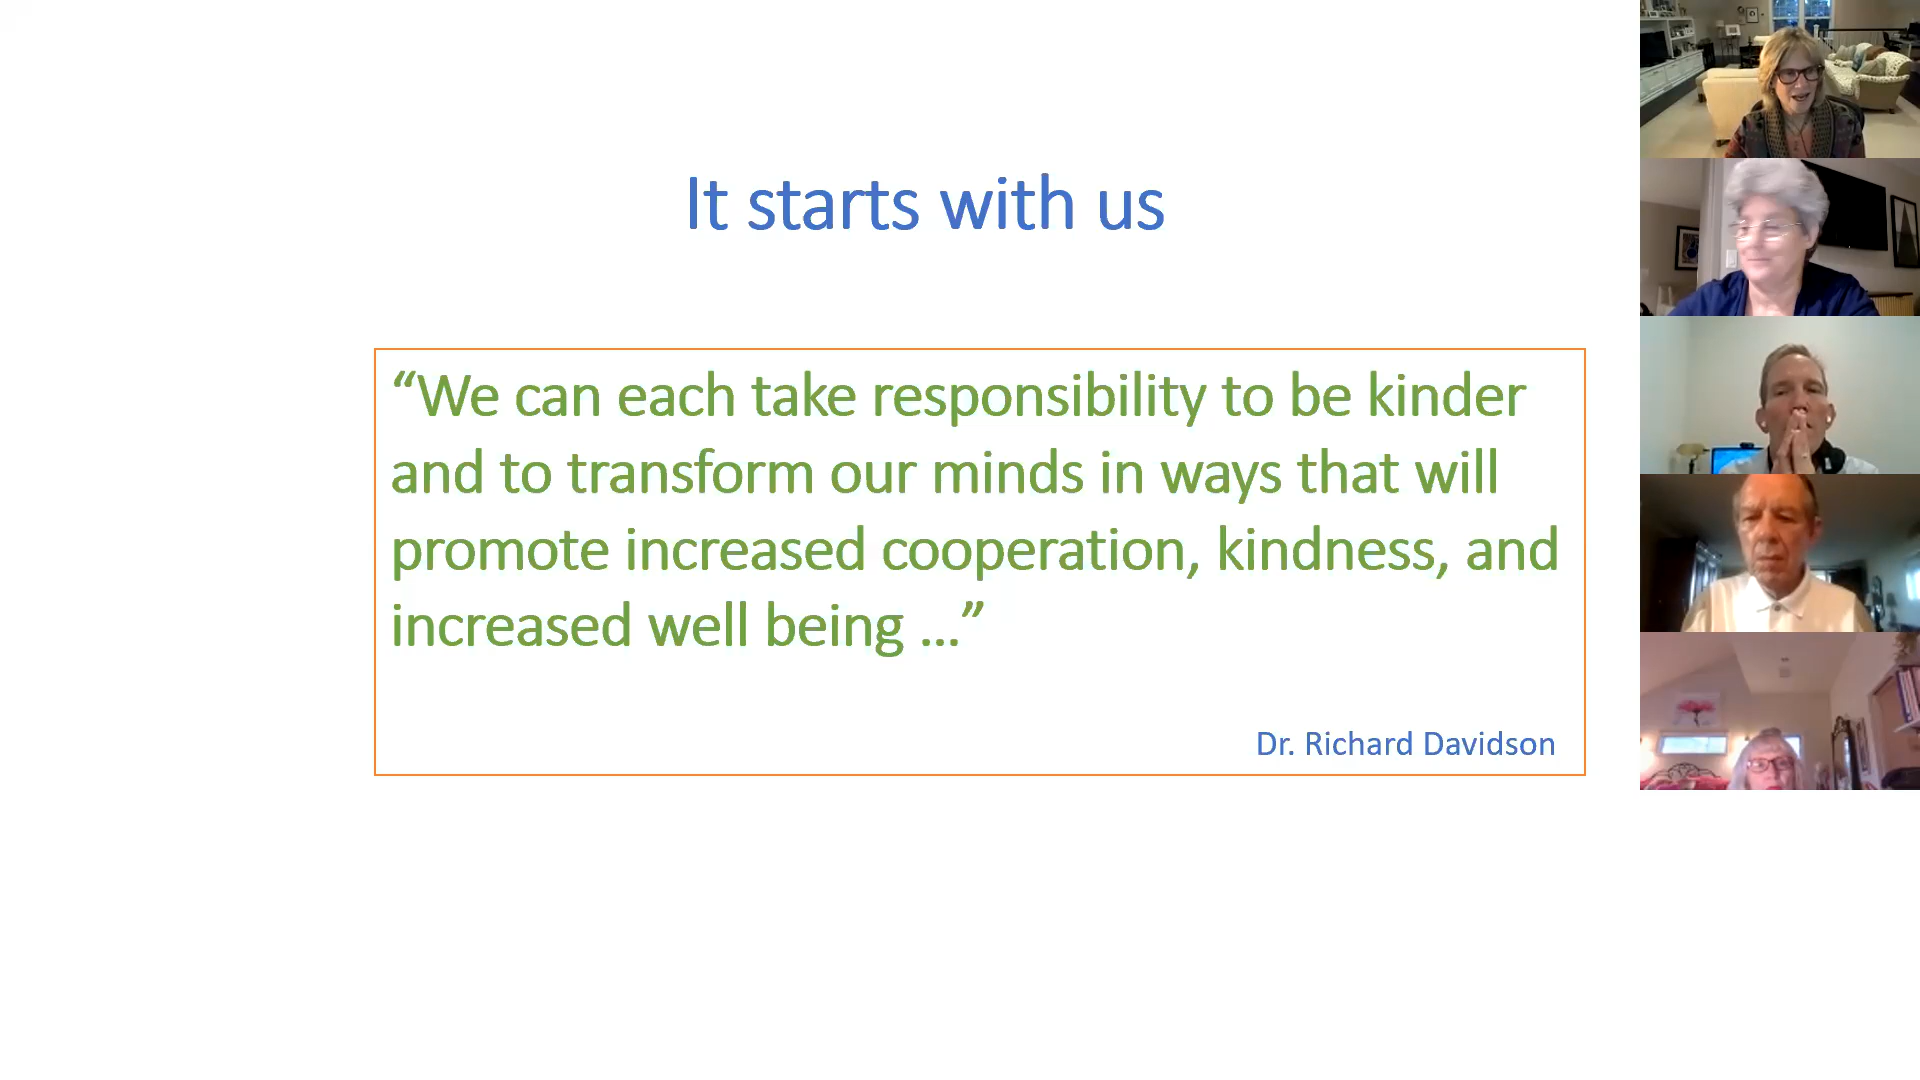 It starts with us
“We can each take responsibility to be kinder
and to transform our minds in ways that will
promote increased cooperation, kindness, and
increased well being …”
Dr. Richard Davidson